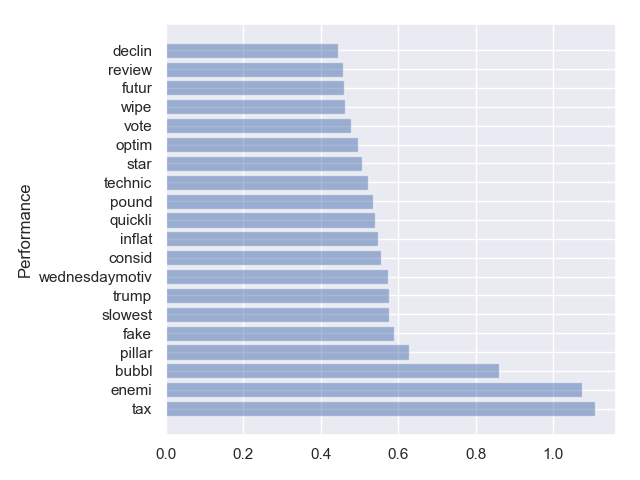 declin
review
futur
wipe
vote
optim
star
technic
pound
quickli
inflat
consid
wednesdaymotiv
trump
slowest
fake
pillar
bubbl
enemi
tax
Performance
0.0 0.2 0.4 0.6 0.8 1.0